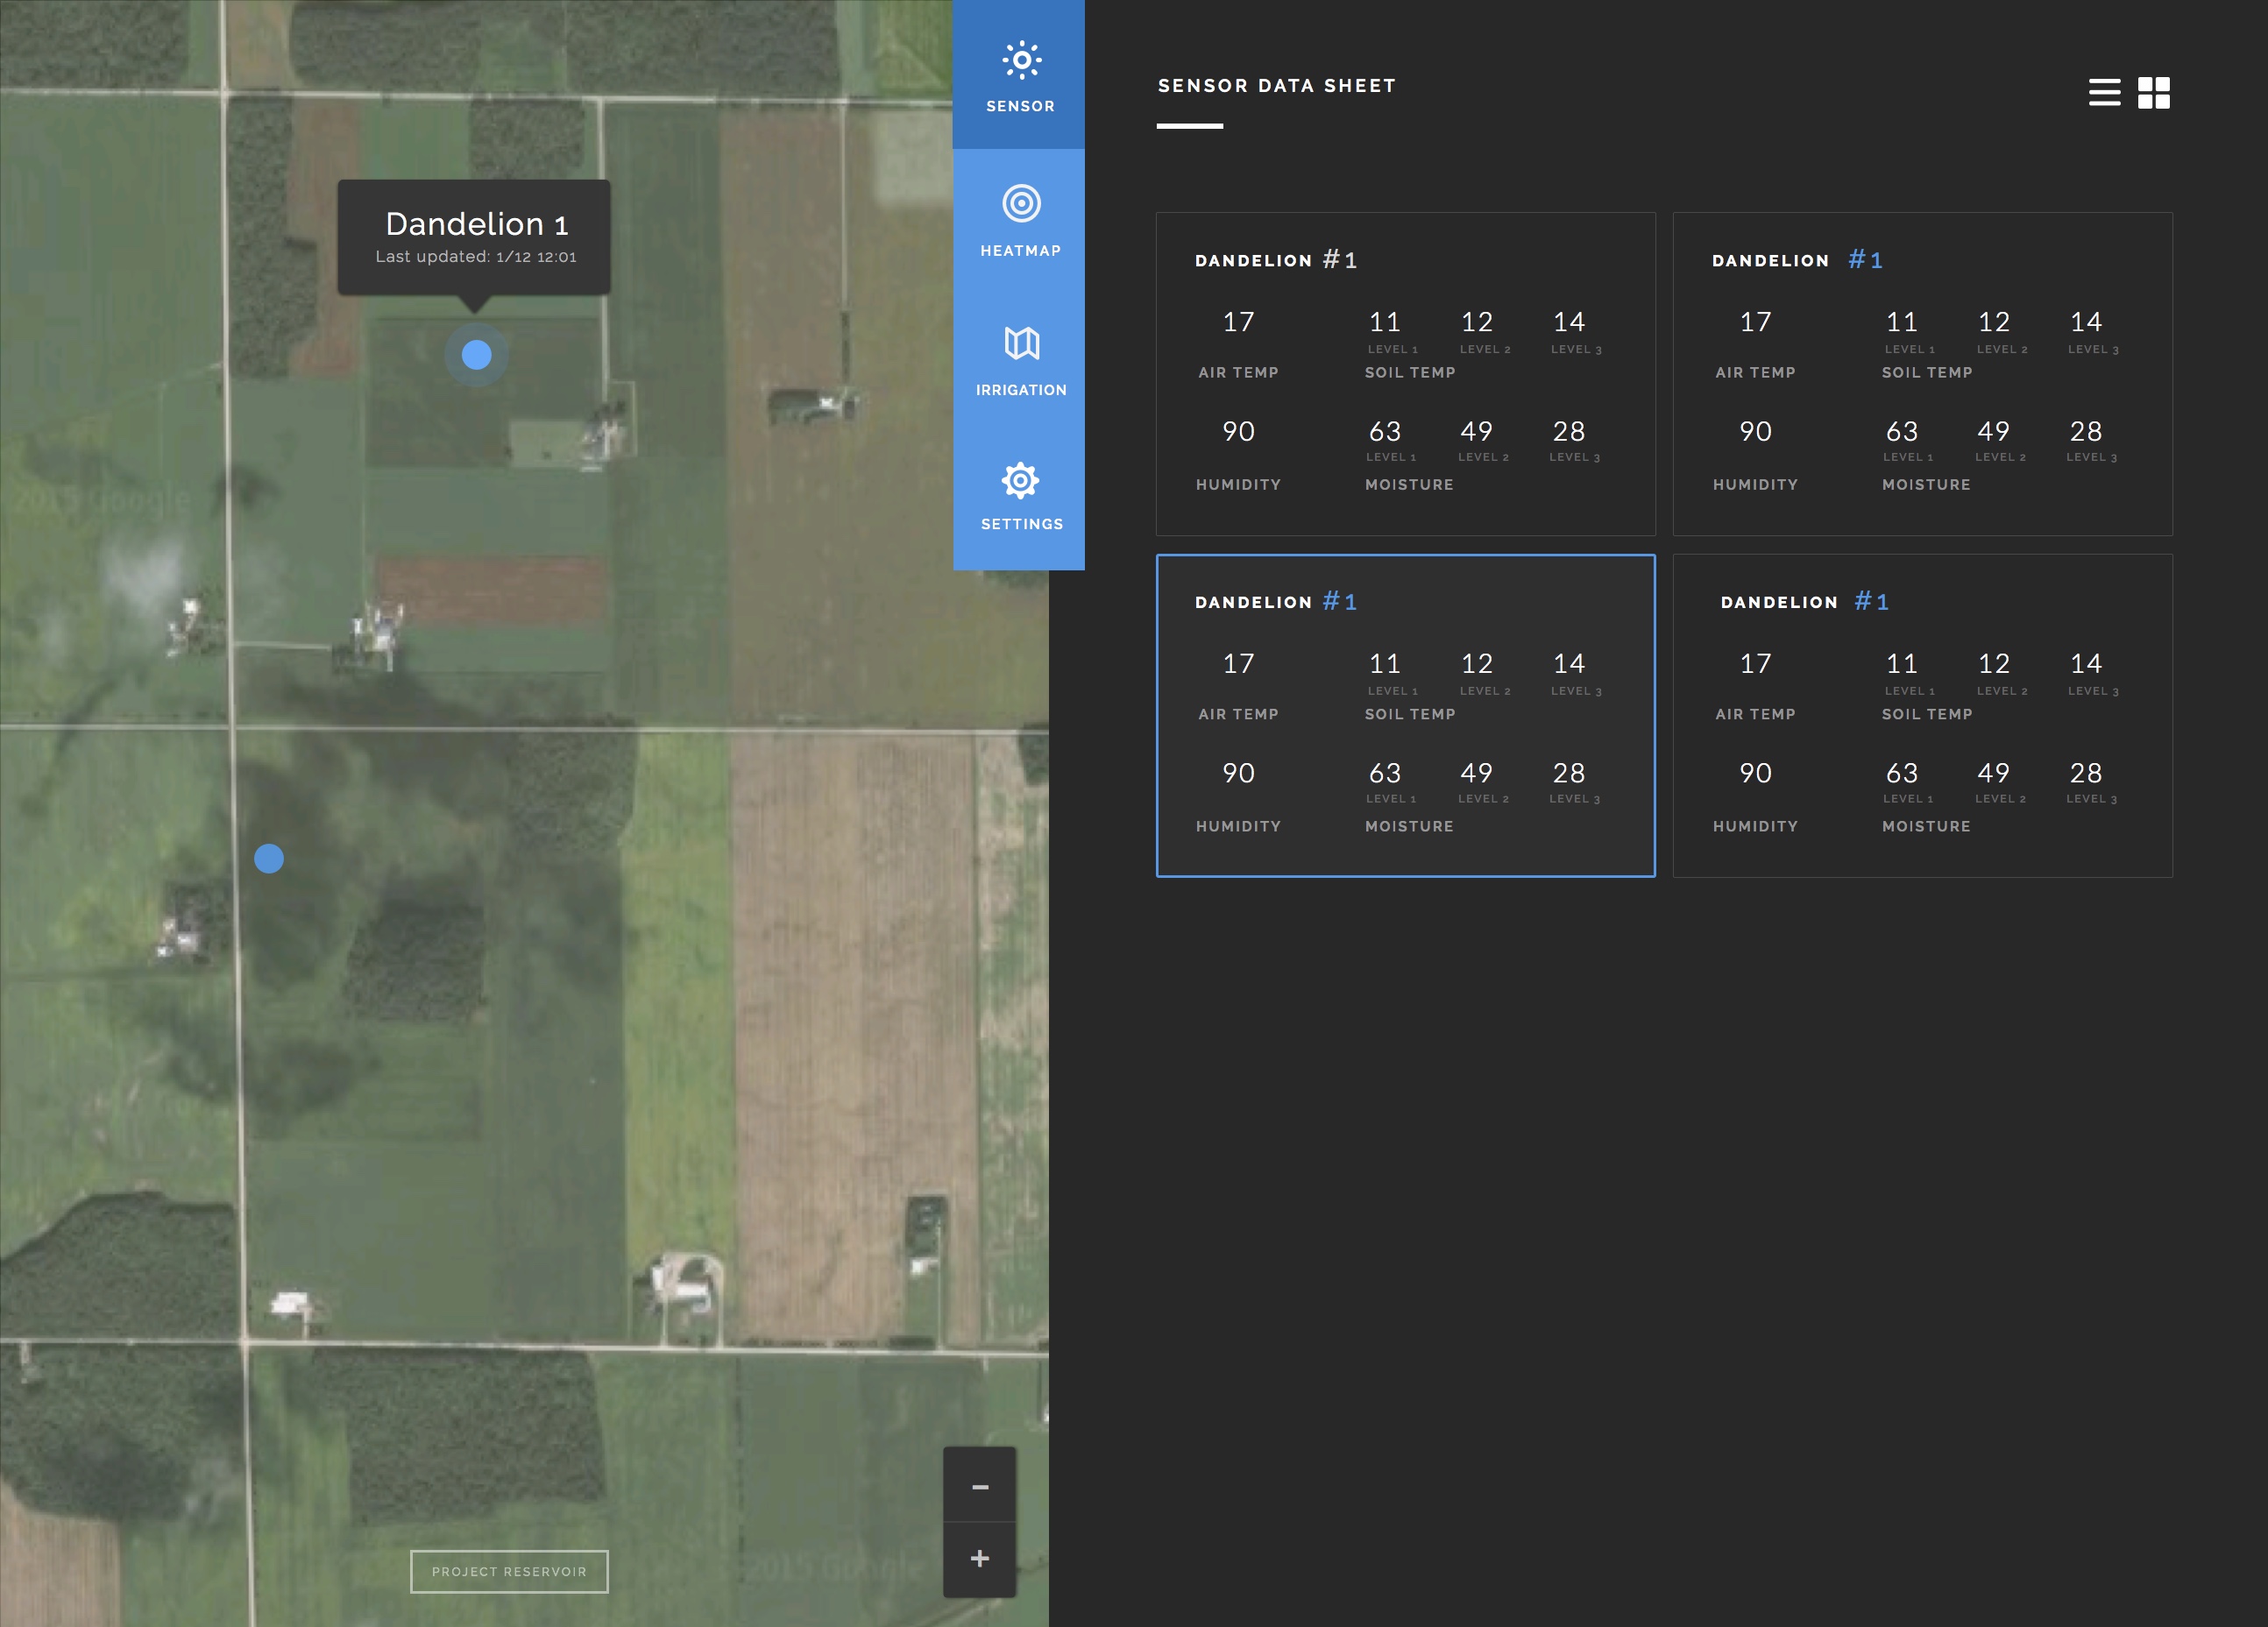 Dandelion 1
Last updated: 1/12 12:01
2015 Google
PROJECT RESERVOIR
2015 Google
SENSOR
HEATMAP
IRRIGATION
SETTINGS
SENSOR DATA SHEET
DANDELION #1
17 11 12 14
LEVEL 1 LEVEL 2 LEVEL 3
AIR TEMP SOIL TEMP
90 63 49 28
LEVEL 1 LEVEL 2 LEVEL 3
HUMIDITY MOISTURE
DANDELION #1
17 11 12 14
LEVEL 1 LEVEL 2 LEVEL 3
AIR TEMP SOIL TEMP
90 63 49 28
LEVEL 1 LEVEL 2 LEVEL 3
HUMIDITY MOISTURE
DANDELION #1
17 11 12 14
LEVEL 1 LEVEL 2 LEVEL 3
AIR TEMP SOIL TEMP
90 63 49 28
LEVEL 1 LEVEL 2 LEVEL 3
HUMIDITY MOISTURE
DANDELION #1
17 11 12 14
LEVEL 1 LEVEL 2 LEVEL 3
AIR TEMP SOIL TEMP
90 63 49 28
LEVEL 1 LEVEL 2 LEVEL 3
HUMIDITY MOISTURE